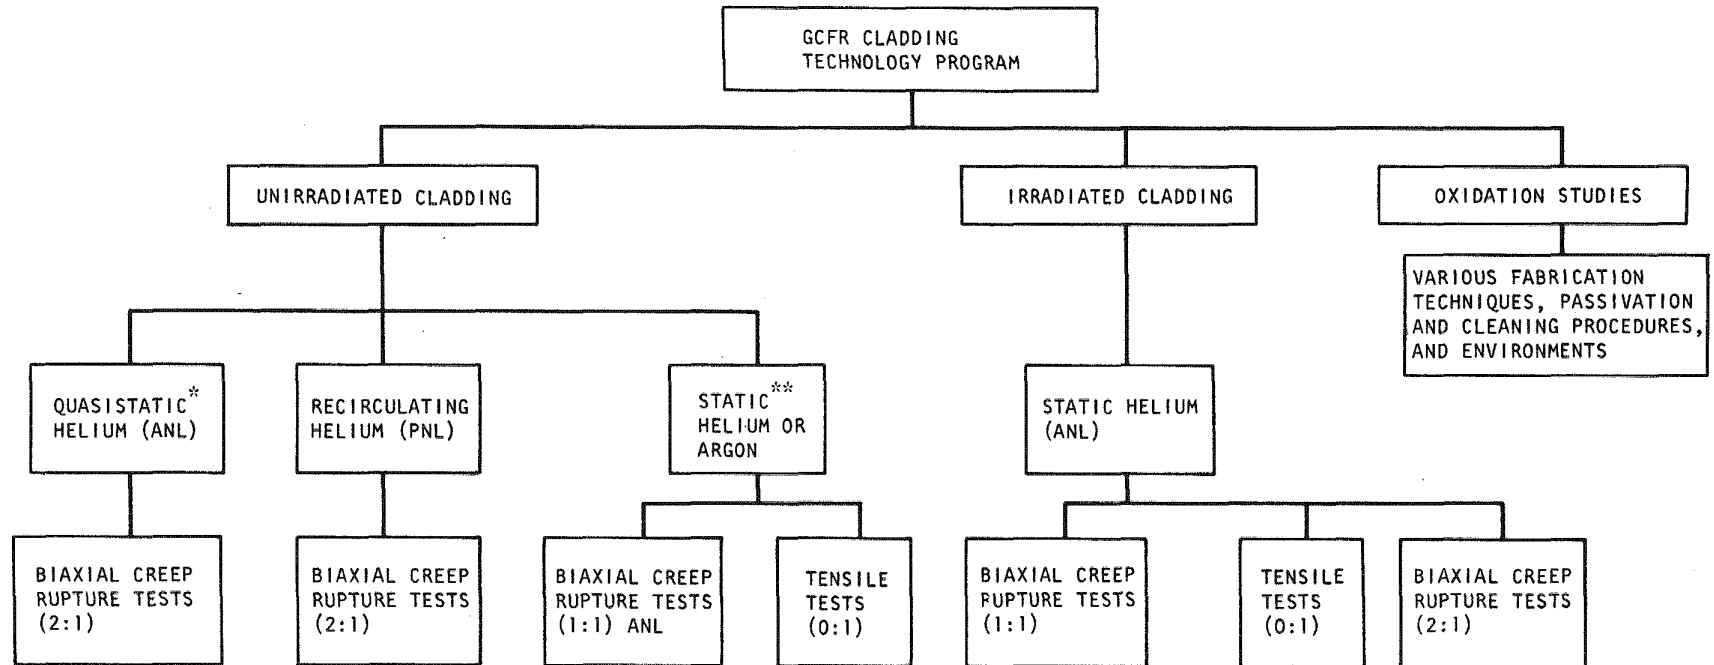 GCFR CLADDING
TECHNOLOGY PROGRAM
UNIRRADIATED CLADDING
IRRADIATED CLADDING
OXIDATION STUDIES
VARIOUS FABRICATION
TECHNIQUES, PASSIVATION
AND CLEANING PROCEDURES,
AND ENVIRONMENTS
QUASISTATIC*
HELIUM (ANL)
RECIRCULATING
HELIUM (PNL)
STATIC**
HELIUM OR
ARGON
STATIC HELIUM
(ANL)
BIAXIAL CREEP
RUPTURE TESTS
(2:1)
BIAXIAL CREEP
RUPTURE TESTS
(2:1)
BIAXIAL CREEP
RUPTURE TESTS
(1:1) ANL
TENSILE
TESTS
(0:1)
BIAXIAL CREEP
RUPTURE TESTS
(1:1)
TENSILE
TESTS
(0:1)
BIAXIAL CREEP
RUPTURE TESTS
(2:1)